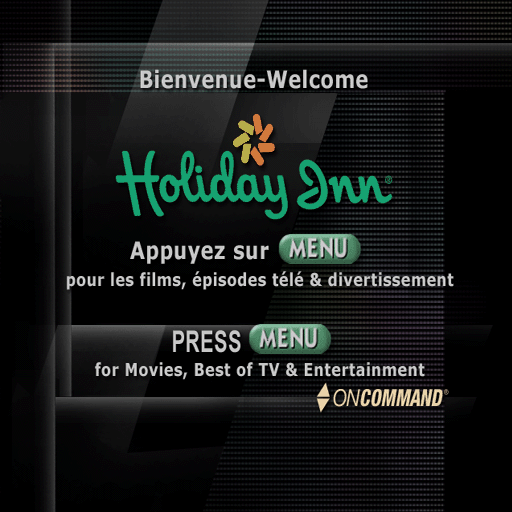 Bienvenue-Welcome
Holiday Inn®
Appuyez sur MENU
pour les films, épisodes télé & divertissement
PRESS MENU
for Movies, Best of TV & Entertainment
ONCOMMAND®